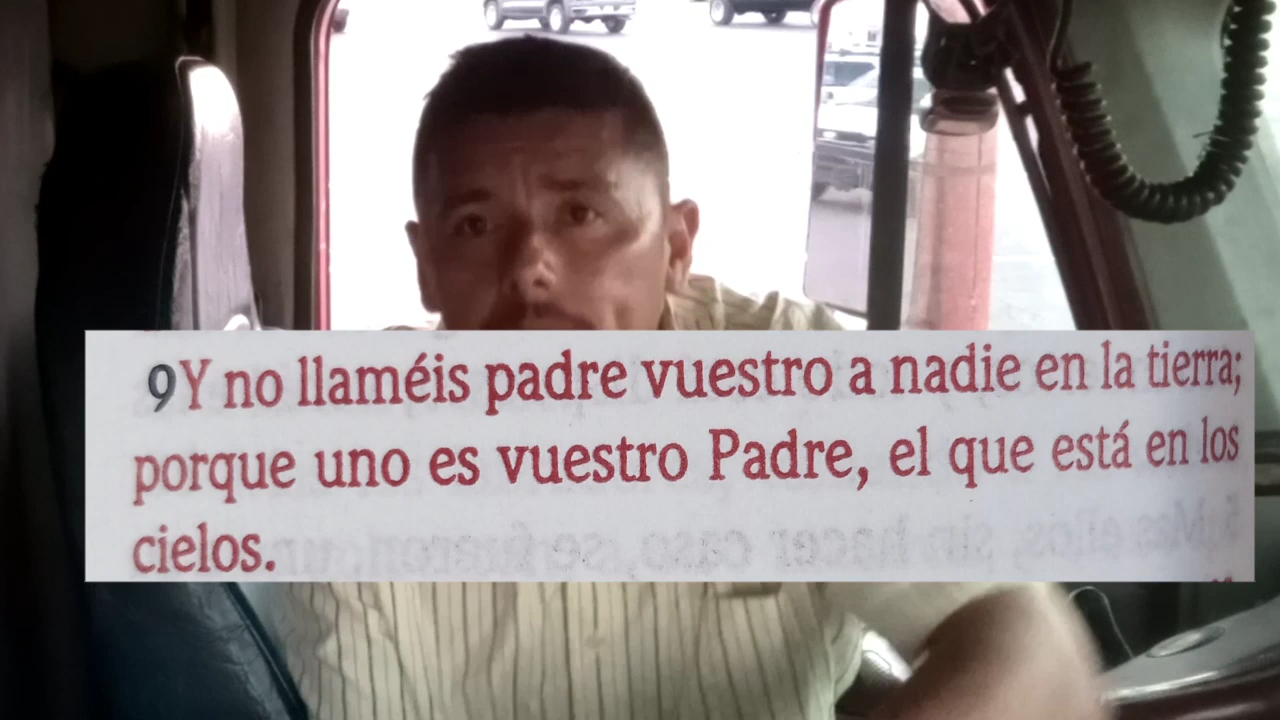 9Y no llaméis padre vuestro a nadie en la tierra;
porque uno es vuestro Padre, el que está en los
cielos.